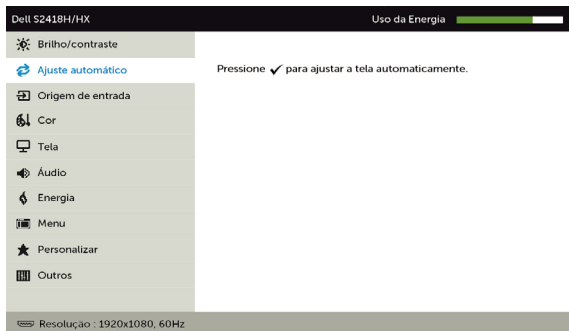 Dell S2418H/HX Uso da Energia
Brilho/contraste
Ajuste automático
Pressione ✓ para ajustar a tela automaticamente.
Origem de entrada
Cor
Tela
Áudio
Energia
Menu
Personalizar
Outros
Resolução : 1920x1080, 60Hz